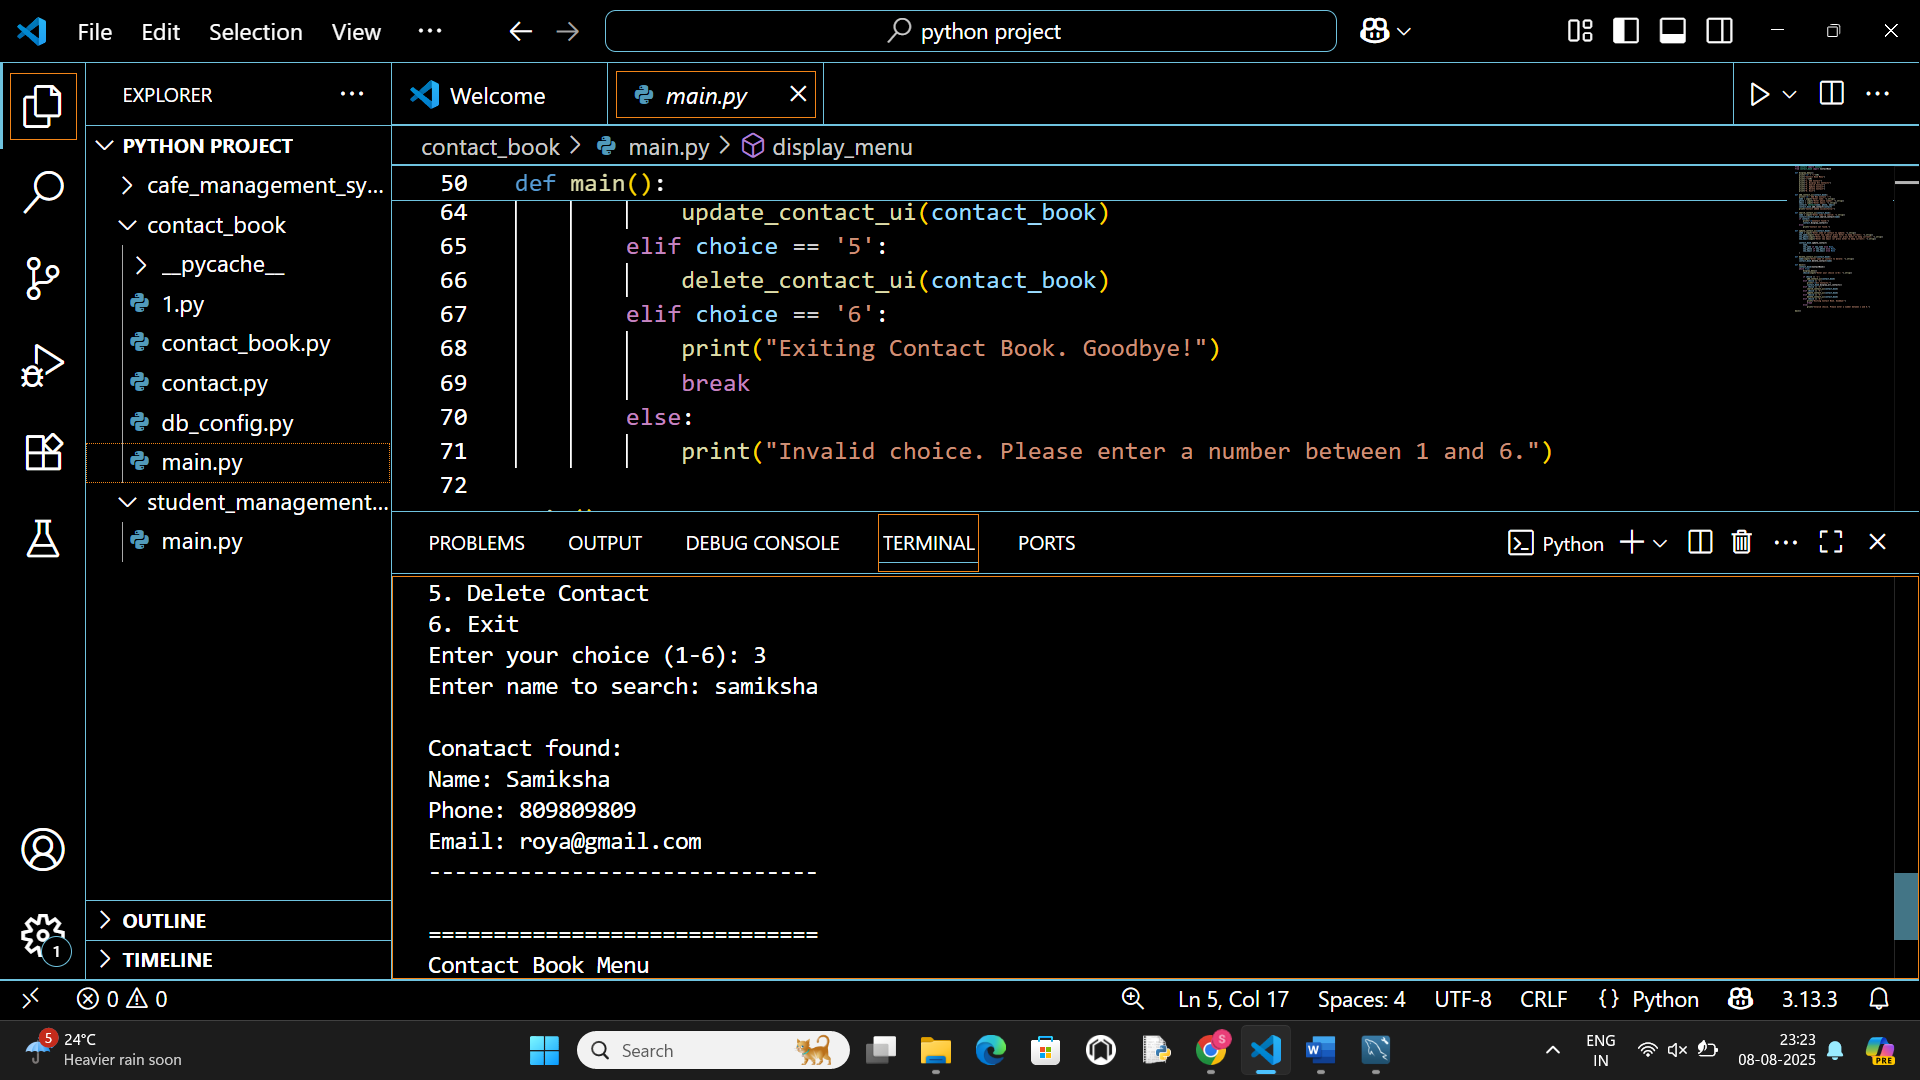 File Edit Selection View ··· python project
EXPLORER ···
Welcome main.py
PYTHON PROJECT
cafe_management_sy...
contact_book
__pycache__
1.py
contact_book.py
contact.py
db_config.py
main.py
student_management...
main.py
OUTLINE
TIMELINE
contact_book > main.py > display_menu
50 def main():
64 update_contact_ui(contact_book)
65 elif choice == '5':
66 delete_contact_ui(contact_book)
67 elif choice == '6':
68 print("Exiting Contact Book. Goodbye!")
69 break
70 else:
71 print("Invalid choice. Please enter a number between 1 and 6.")
72
PROBLEMS OUTPUT DEBUG CONSOLE TERMINAL PORTS Python
5. Delete Contact
6. Exit
Enter your choice (1-6): 3
Enter name to search: samiksha
Conatact found:
Name: Samiksha
Phone: 809809809
Email: roya@gmail.com
------------------------------
==============================
Contact Book Menu
1
0 0 Ln 5, Col 17 Spaces: 4 UTF-8 CRLF {} Python 3.13.3
5 24°C
Heavier rain soon
Search
S
W
ENG
IN
23:23
08-08-2025
PRE